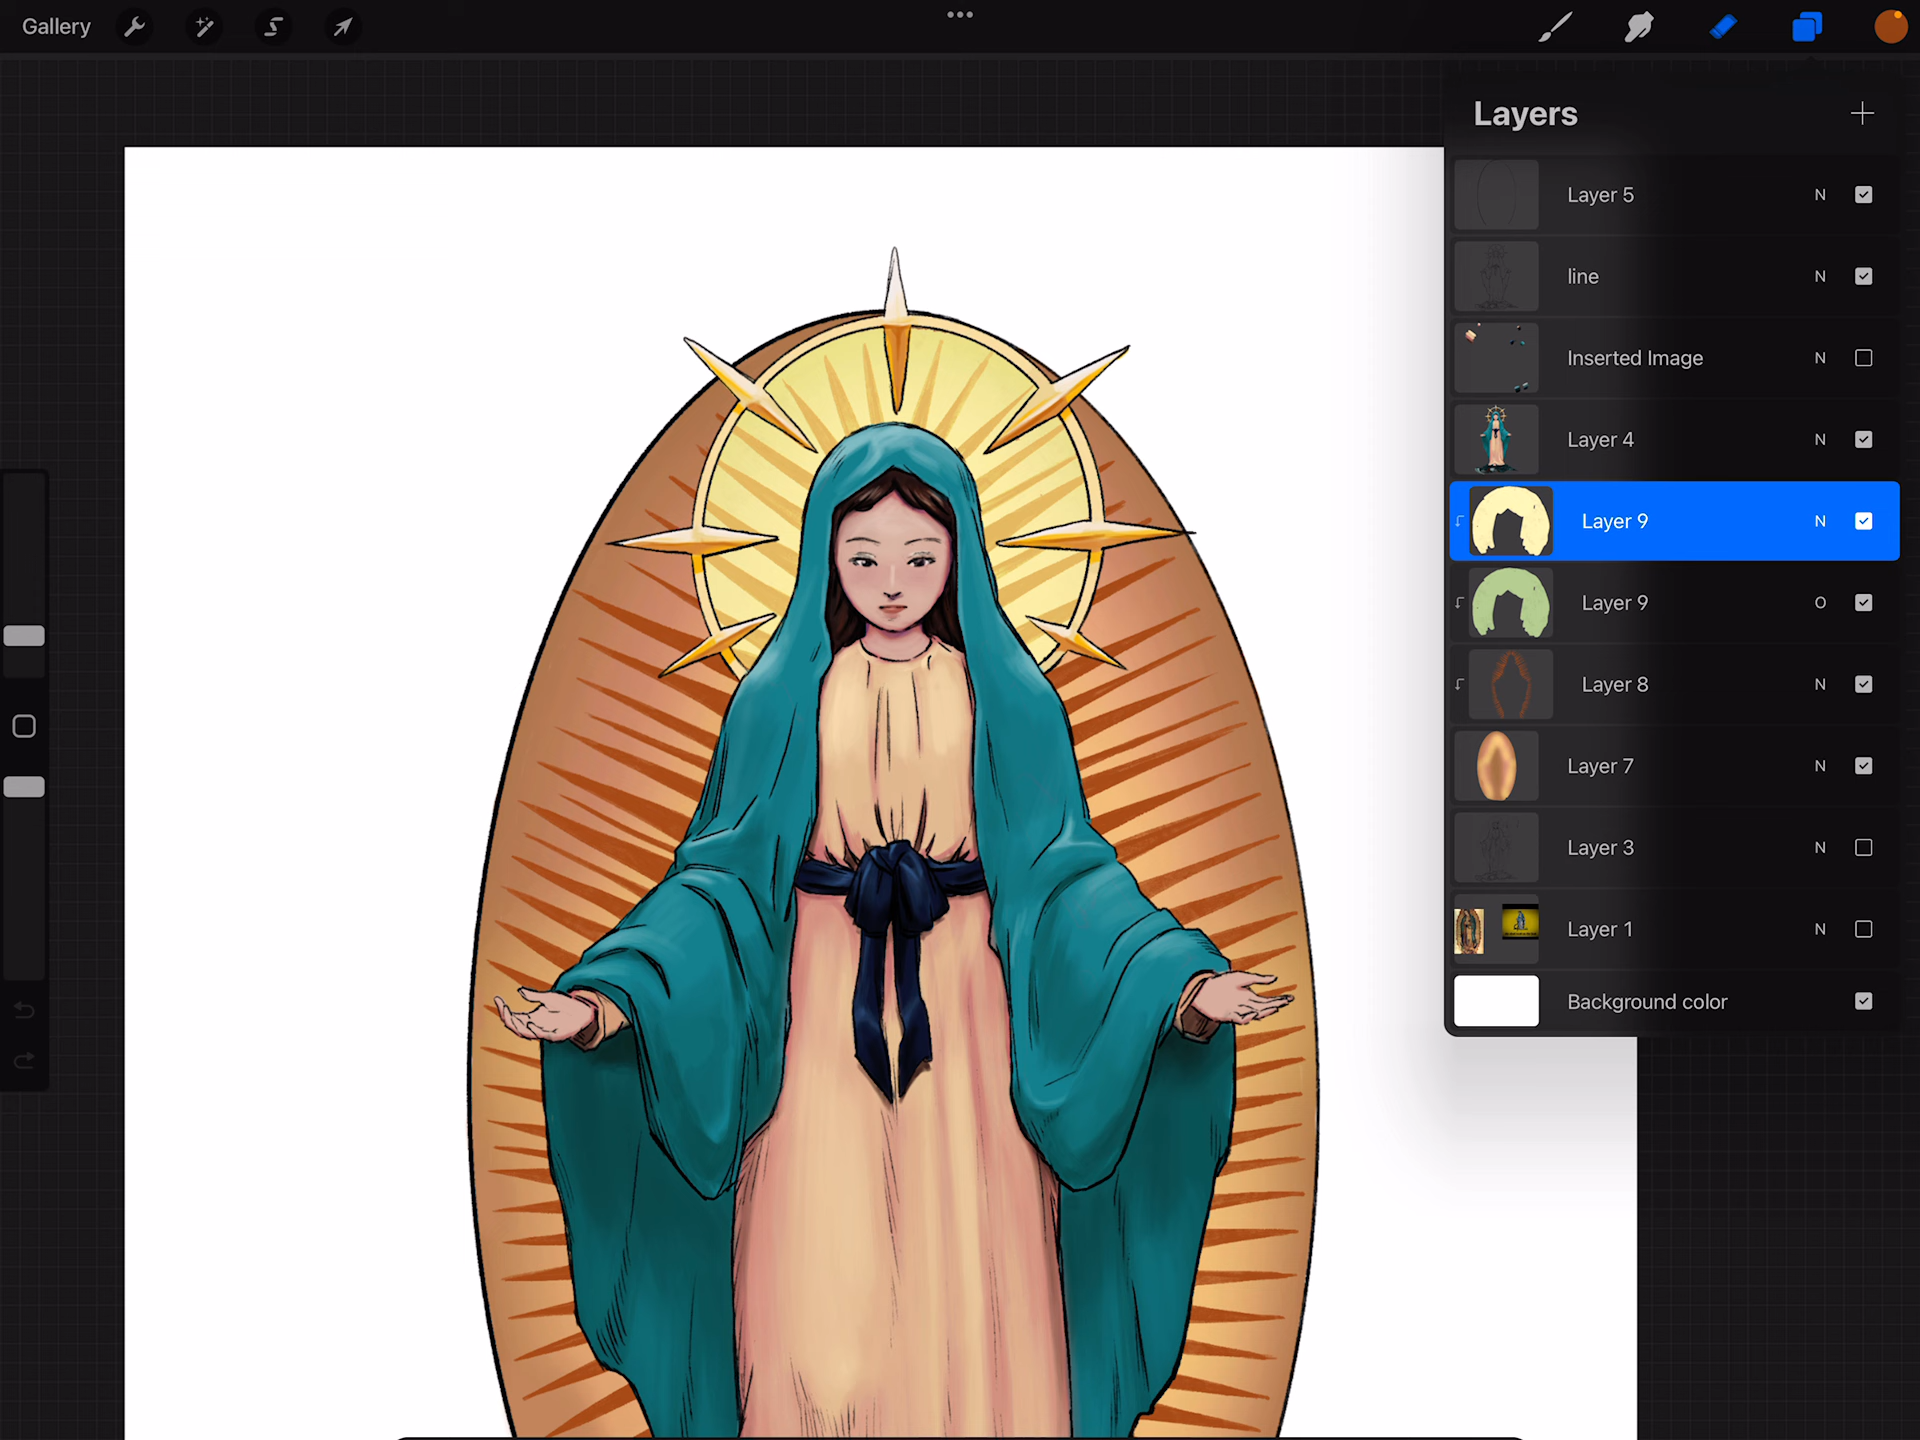 Gallery
Layers
Layer 5 N
line N
Inserted Image N
Layer 4 N
Layer 9 N
Layer 9 O
Layer 8 N
Layer 7 N
Layer 3 N
Layer 1 N
Background color